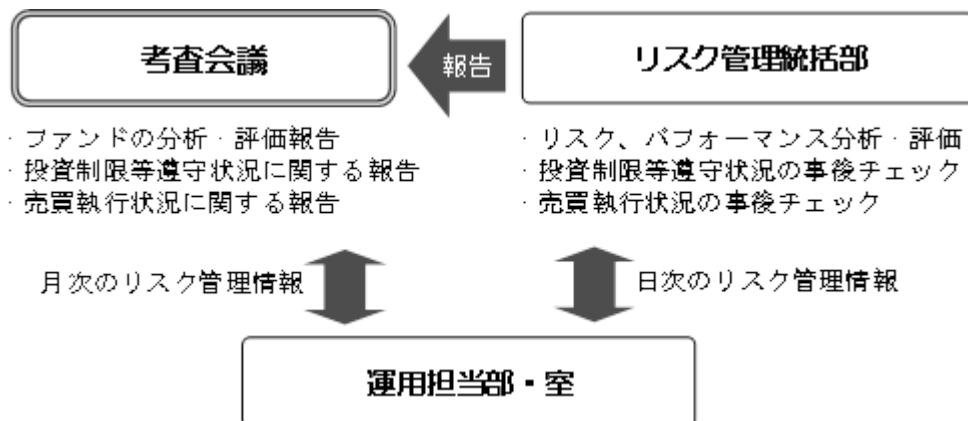 考査会議
報告
リスク管理統括部
· ファンドの分析·評価報告
· 投資制限等遵守状況に関する報告
· 売買執行状況に関する報告
· リスク、パフォーマンス分析·評価
· 投資制限等遵守状況の事後チェック
· 売買執行状況の事後チェック
月次のリスク管理情報
日次のリスク管理情報
運用担当部・室